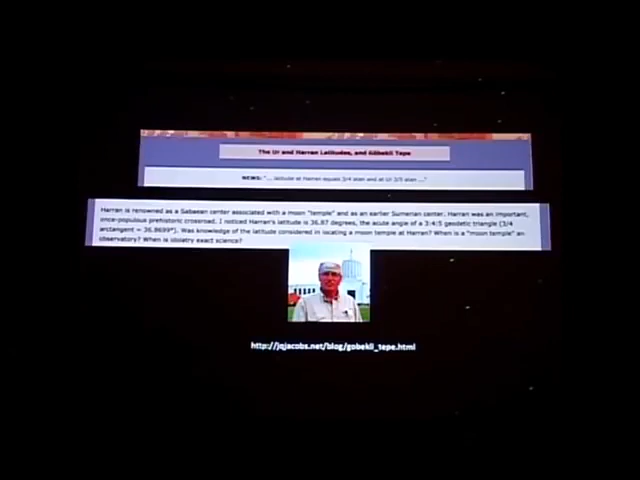 The Ur and Harran Latitudes, and Göbekli Tepe
NEWS: "... latitude at Harran equals 3/4 atan and at Ur 3/5 atan ..."
Harran is renowned as a Sabaean center associated with a moon "temple" and as an earlier Sumerian center. Harran was an important,
once-populous prehistoric crossroad. I noticed Harran's latitude is 36.87 degrees, the acute angle of a 3:4:5 geodetic triangle (3/4
arctangent = 36.8699°). Was knowledge of the latitude considered in locating a moon temple at Harran? When is a "moon temple" an
observatory? When is idolatry exact science?
http://jqjacobs.net/blog/gobekli_tepe.html